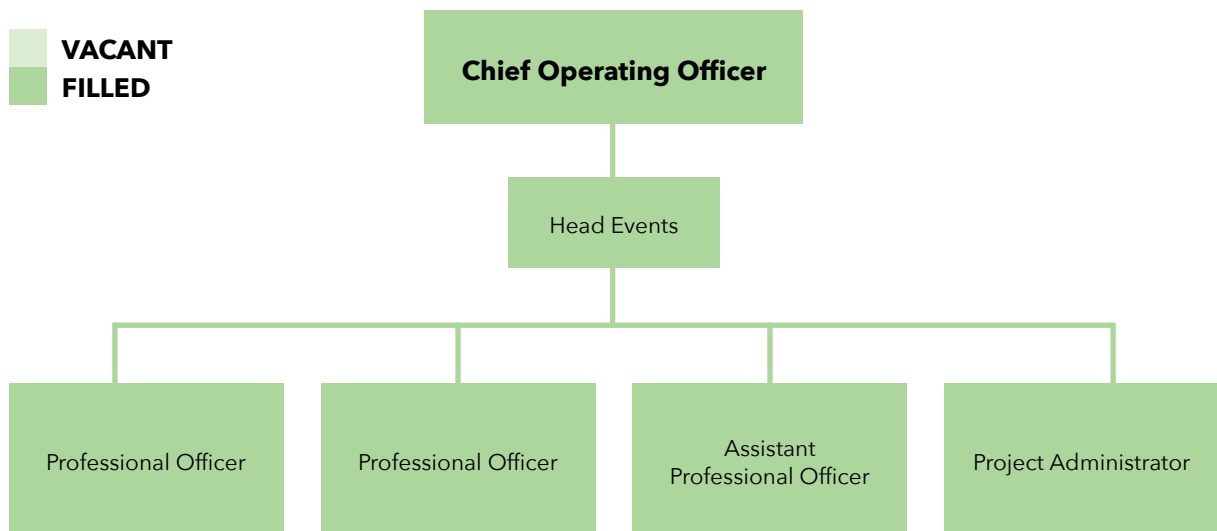 VACANT
FILLED
Chief Operating Officer
Head Events
Professional Officer
Professional Officer
Assistant
Professional Officer
Project Administrator